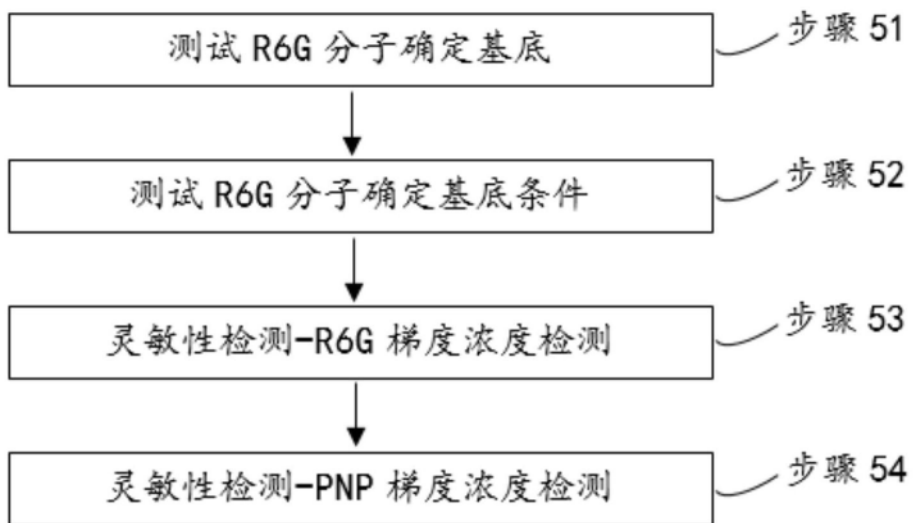 测试 R6G 分子确定基底
步骤 51
测试 R6G 分子确定基底条件
步骤 52
灵敏性检测-R6G 梯度浓度检测
步骤 53
灵敏性检测-PNP 梯度浓度检测
步骤 54